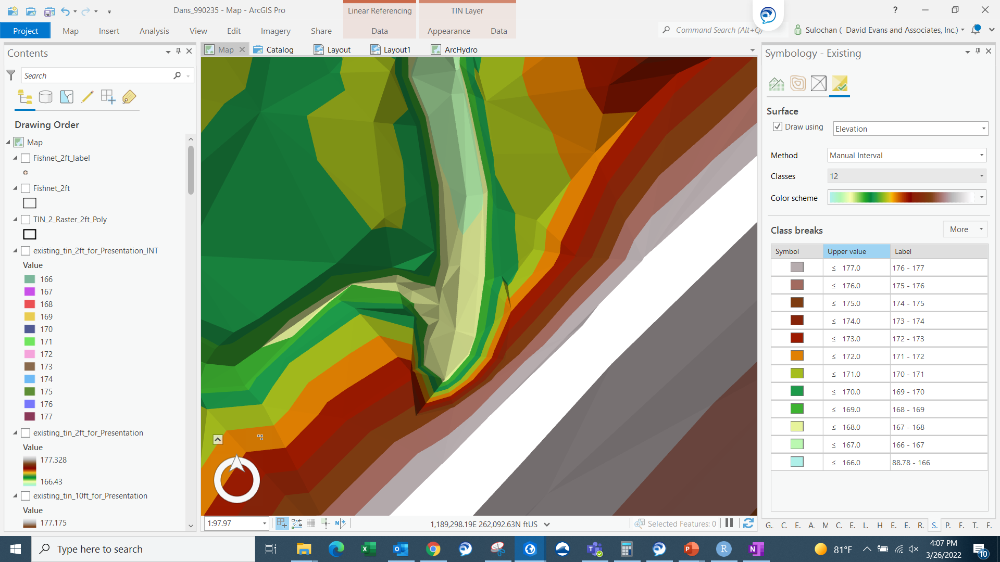 Dans_990235 - Map - ArcGIS Pro
Linear Referencing
TIN Layer
?
Project
Map
Insert
Analysis
View
Edit
Imagery
Share
Data
Appearance
Data
Command Search (Alt+Q)
Sulochan ( David Evans and Associates, Inc.)
Contents
Map
Catalog
Layout
Layout1
ArcHydro
Search
Drawing Order
Map
Fishnet_2ft_label
Fishnet_2ft
TIN_2_Raster_2ft_Poly
existing_tin_2ft_for_Presentation_INT
Value
166
167
168
169
170
171
172
173
174
175
176
177
existing_tin_2ft_for_Presentation
Value
177.328
166.43
existing_tin_10ft_for_Presentation
Value
177.175
1:97.97
N
1,189,298.19E 262,092.63N ftUS
Selected Features: 0
Symbology - Existing
Surface
Draw using
Elevation
Method
Manual Interval
Classes
12
Color scheme
Class breaks
More
Symbol Upper value Label
≤ 177.0 176 - 177
≤ 176.0 175 - 176
≤ 175.0 174 - 175
≤ 174.0 173 - 174
≤ 173.0 172 - 173
≤ 172.0 171 - 172
≤ 171.0 170 - 171
≤ 170.0 169 - 170
≤ 169.0 168 - 169
≤ 168.0 167 - 168
≤ 167.0 166 - 167
≤ 166.0 88.78 - 166
G. C. E. A. M C. E. L. H E. E. R. S. P. F. T. F.
Type here to search
81°F
4:07 PM
3/26/2022
10